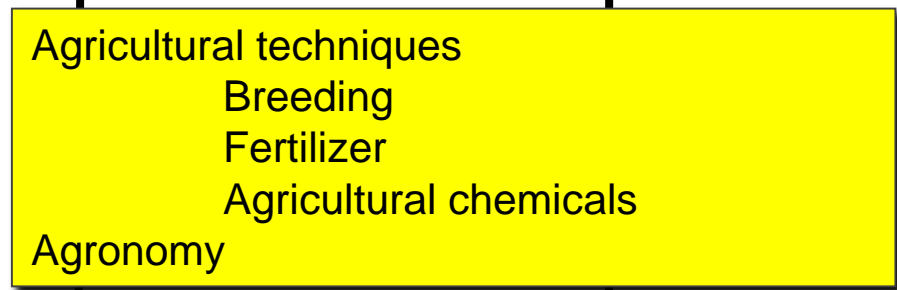 Agricultural techniques
Breeding
Fertilizer
Agricultural chemicals
Agronomy